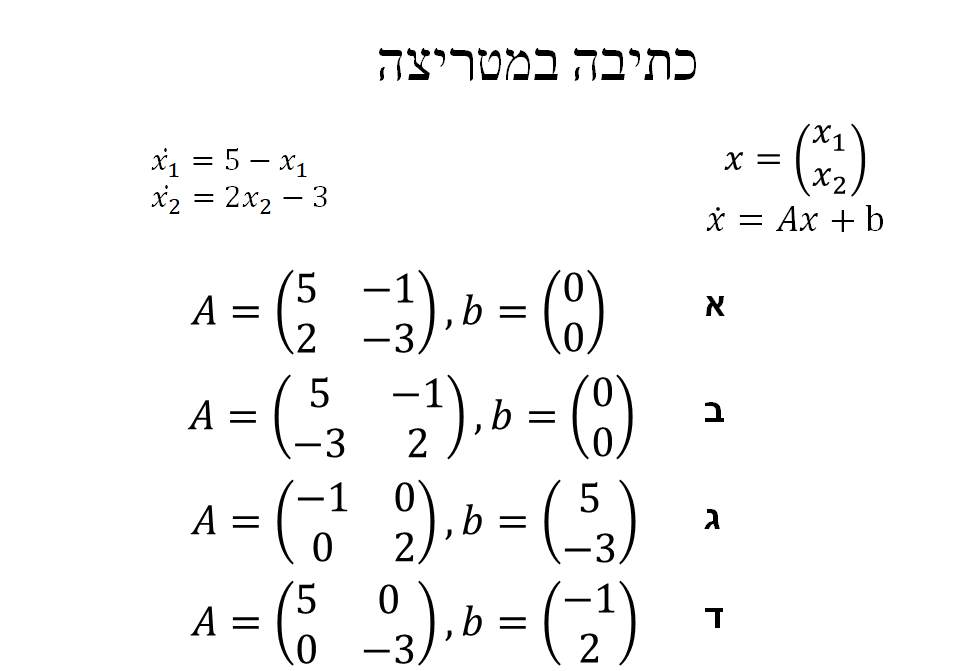 כתיבה במטריצה
ẋ₁ = 5 − x₁
ẋ₂ = 2x₂ − 3
x = (x₁ x₂)
ẋ = Ax + b
א A = (5 −1 2 −3), b = (0 0)
ב A = (5 −1 −3 2), b = (0 0)
ג A = (−1 0 0 2), b = (5 −3)
ד A = (5 0 0 −3), b = (−1 2)